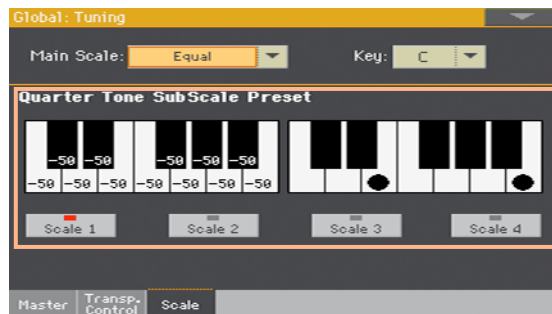 Global: Tuning
Main Scale: Equal Key: C
Quarter Tone SubScale Preset
-50 -50 -50 -50 -50
-50 -50 -50 -50 -50 -50 -50
Scale 1 Scale 2 Scale 3 Scale 4
Master Transp. Control Scale